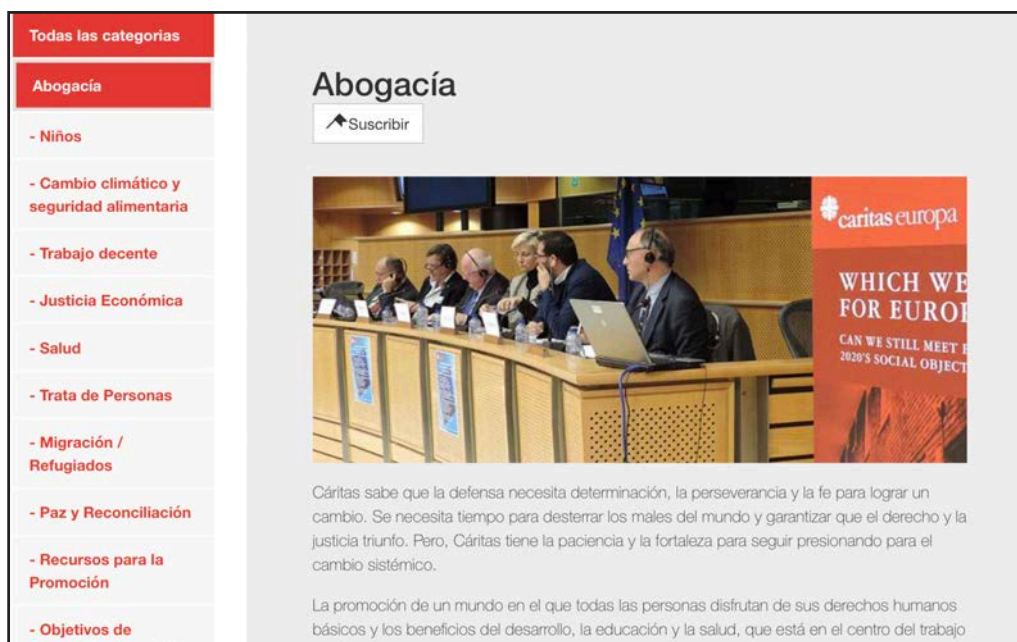 Todas las categorias
Abogacía
- Niños
- Cambio climático y
seguridad alimentaria
- Trabajo decente
- Justicia Económica
- Salud
- Trata de Personas
- Migración /
Refugiados
- Paz y Reconciliación
- Recursos para la
Promoción
- Objetivos de
Abogacía
Suscribir
caritas europa
WHICH WE
FOR EUROP
CAN WE STILL MEET E
2020'S SOCIAL OBJECT
Cáritas sabe que la defensa necesita determinación, la perseverancia y la fe para lograr un
cambio. Se necesita tiempo para desterrar los males del mundo y garantizar que el derecho y la
justicia triunfo. Pero, Cáritas tiene la paciencia y la fortaleza para seguir presionando para el
cambio sistémico.
La promoción de un mundo en el que todas las personas disfrutan de sus derechos humanos
básicos y los beneficios del desarrollo, la educación y la salud, que está en el centro del trabajo